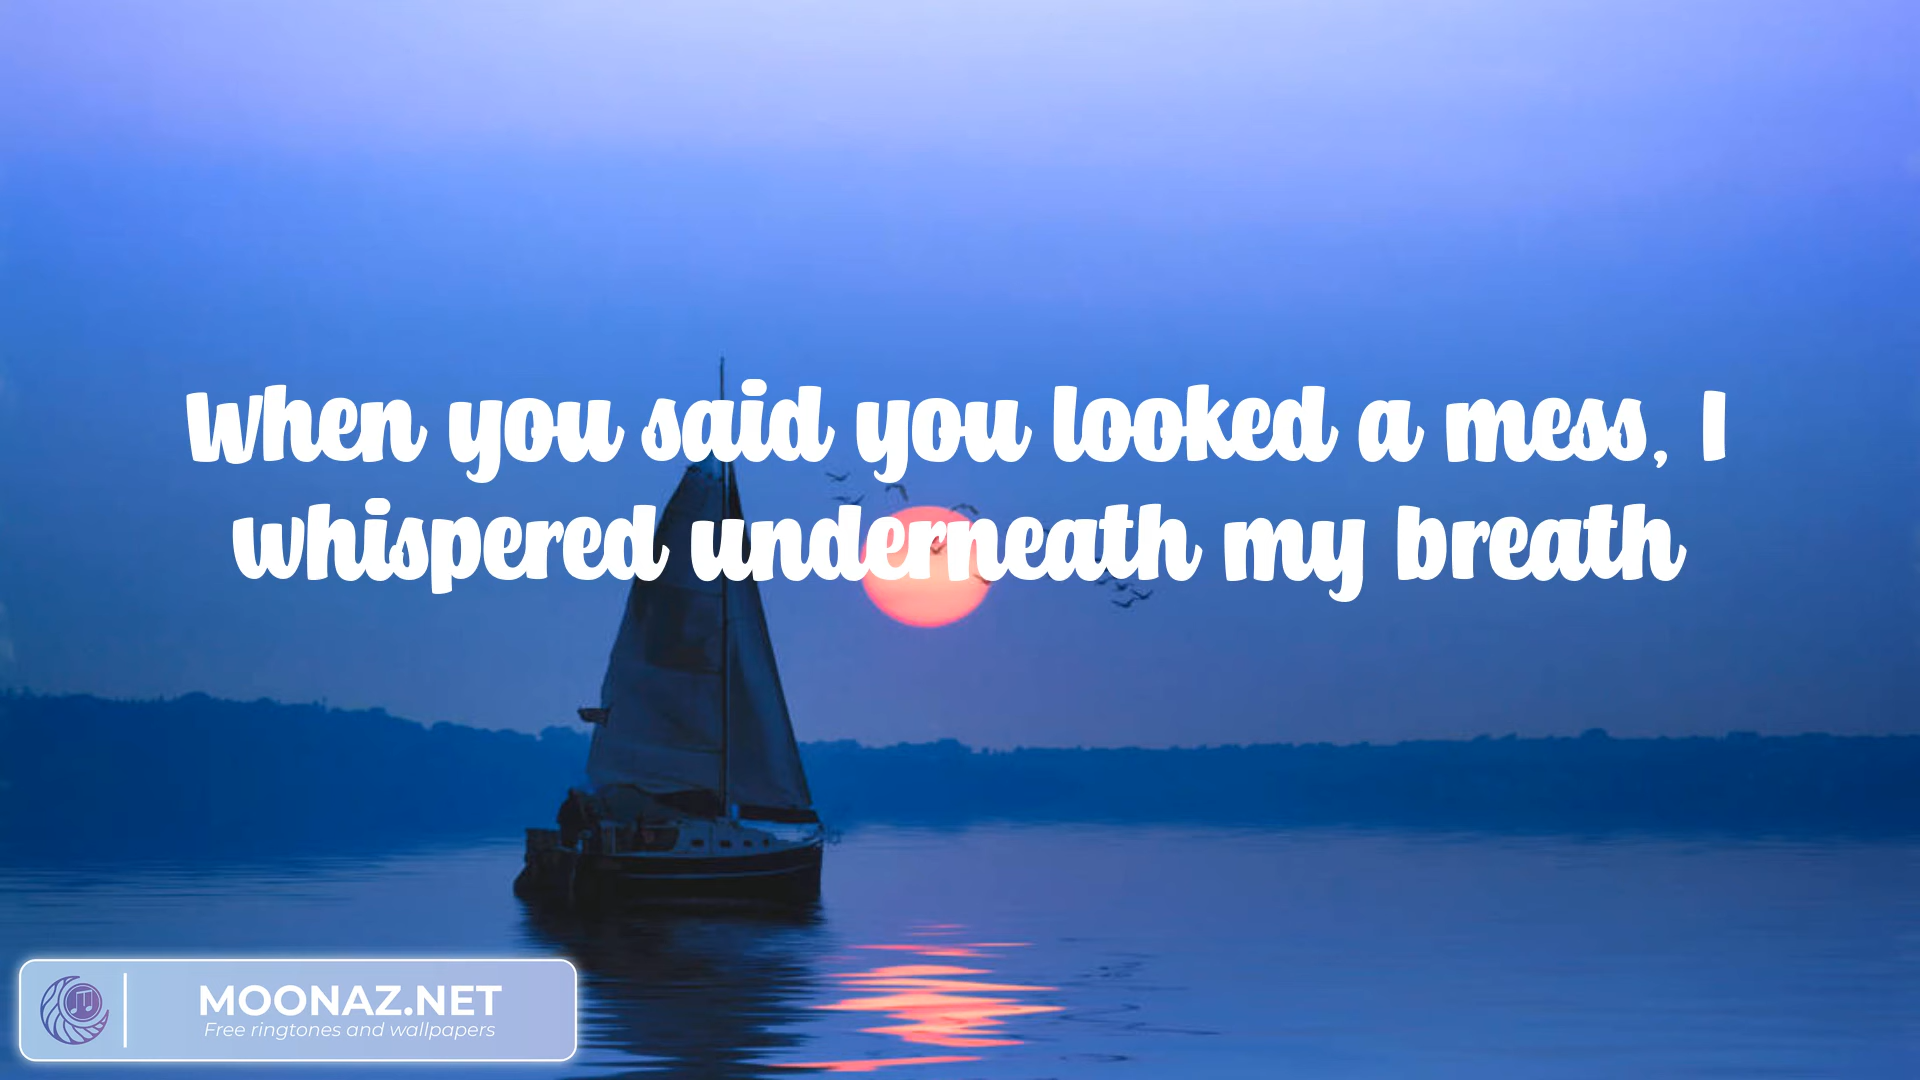 When you said you looked a mess, I
whispered underneath my breath
MOONAZ.NET
Free ringtones and wallpapers